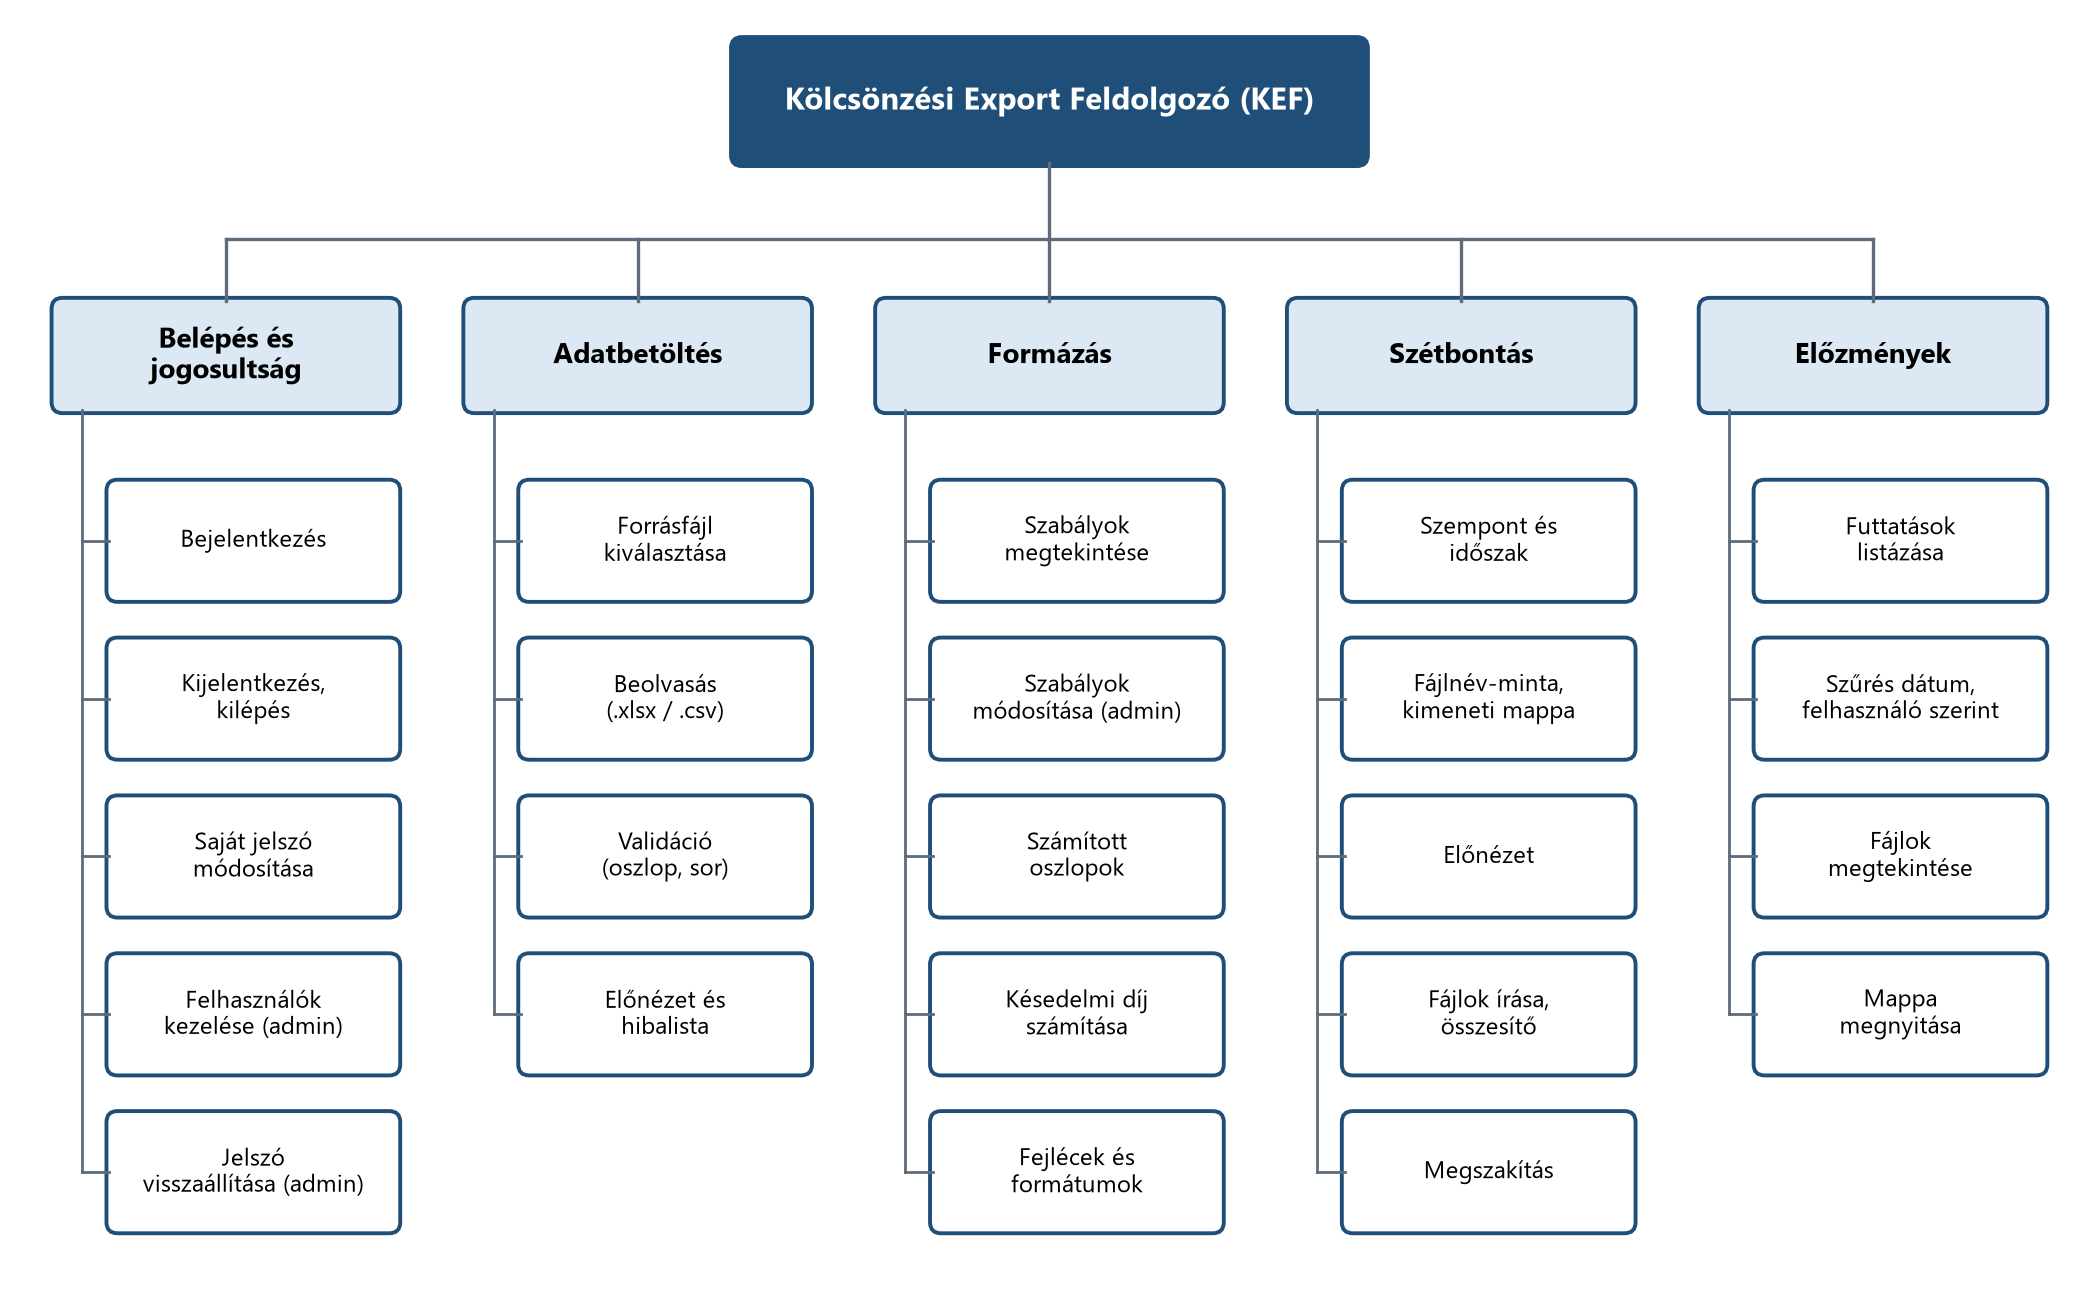 Kölcsönzési Export Feldolgozó (KEF)
Belépés és
jogosultság
Adatbetöltés
Formázás
Szétbontás
Előzmények
Bejelentkezés
Kijelentkezés,
kilépés
Saját jelszó
módosítása
Felhasználók
kezelése (admin)
Jelszó
visszaállítása (admin)
Forrásfájl
kiválasztása
Beolvasás
(.xlsx / .csv)
Validáció
(oszlop, sor)
Előnézet és
hibalista
Szabályok
megtekintése
Szabályok
módosítása (admin)
Számított
oszlopok
Késedelmi díj
számítása
Fejlécek és
formátumok
Szempont és
időszak
Fájlnév-minta,
kimeneti mappa
Előnézet
Fájlok írása,
összesítő
Megszakítás
Futtatások
listázása
Szűrés dátum,
felhasználó szerint
Fájlok
megtekintése
Mappa
megnyitása